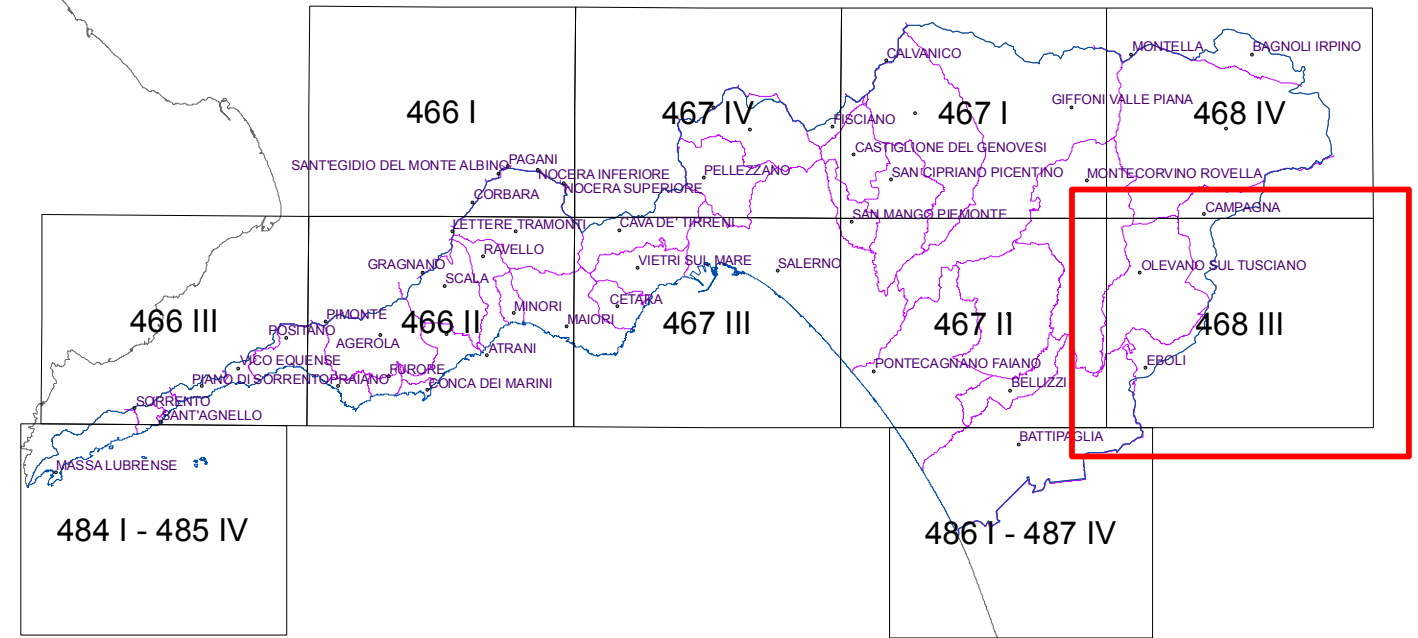 CALVANICO
MONTELLA
BAGNOLI IRPINO
466 I
467 IV
467 I
GIFFONI VALLE PIANA
468 IV
FISCIANO
CASTIGLIONE DEL GENOVESI
SANT'EGIDIO DEL MONTE ALBINO
PAGANI
NOCERA INFERIORE
PELLEZZANO
SAN CIPRIANO PICENTINO
MONTECORVINO ROVELLA
NOCERA SUPERIORE
CORBARA
CAMPAGNA
LETTERE
TRAMONTI
CAVA DE' TIRRENI
SAN MANGO PIEMONTE
RAVELLO
GRAGNANO
VIETRI SUL MARE
SALERNO
OLEVANO SUL TUSCIANO
SCALA
MINORI
CETARA
466 III
PIMONTE
466 II
MAIORI
467 III
467 II
468 III
POSITANO
AGEROLA
ATRANI
VICO EQUENSE
FURORE
PONTECAGNANO FAIANO
EBOLI
PIANO DI SORRENTO
PRAIANO
CONCA DEI MARINI
BELLIZZI
SORRENTO
SANT'AGNELLO
BATTIPAGLIA
MASSA LUBRENSE
484 I - 485 IV
486 I - 487 IV